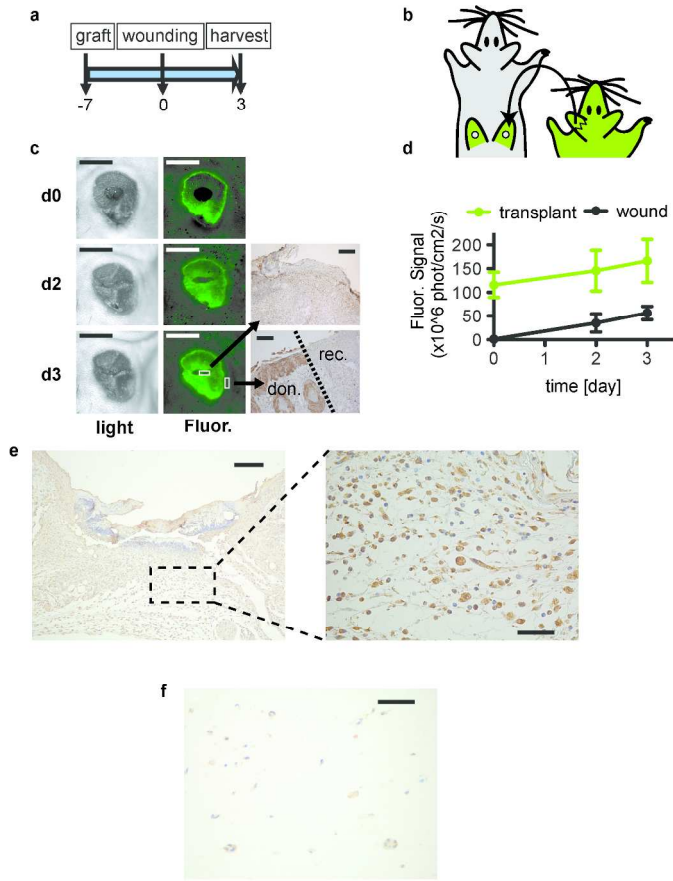 a
graft wounding harvest
-7 0 3
b
c
d0
d2
d3
rec.
don.
light Fluor.
d
transplant wound
Fluor. Signal
(x10^6 phot/cm2/s)
200
150
100
50
0
0 1 2 3
time [day]
e
f